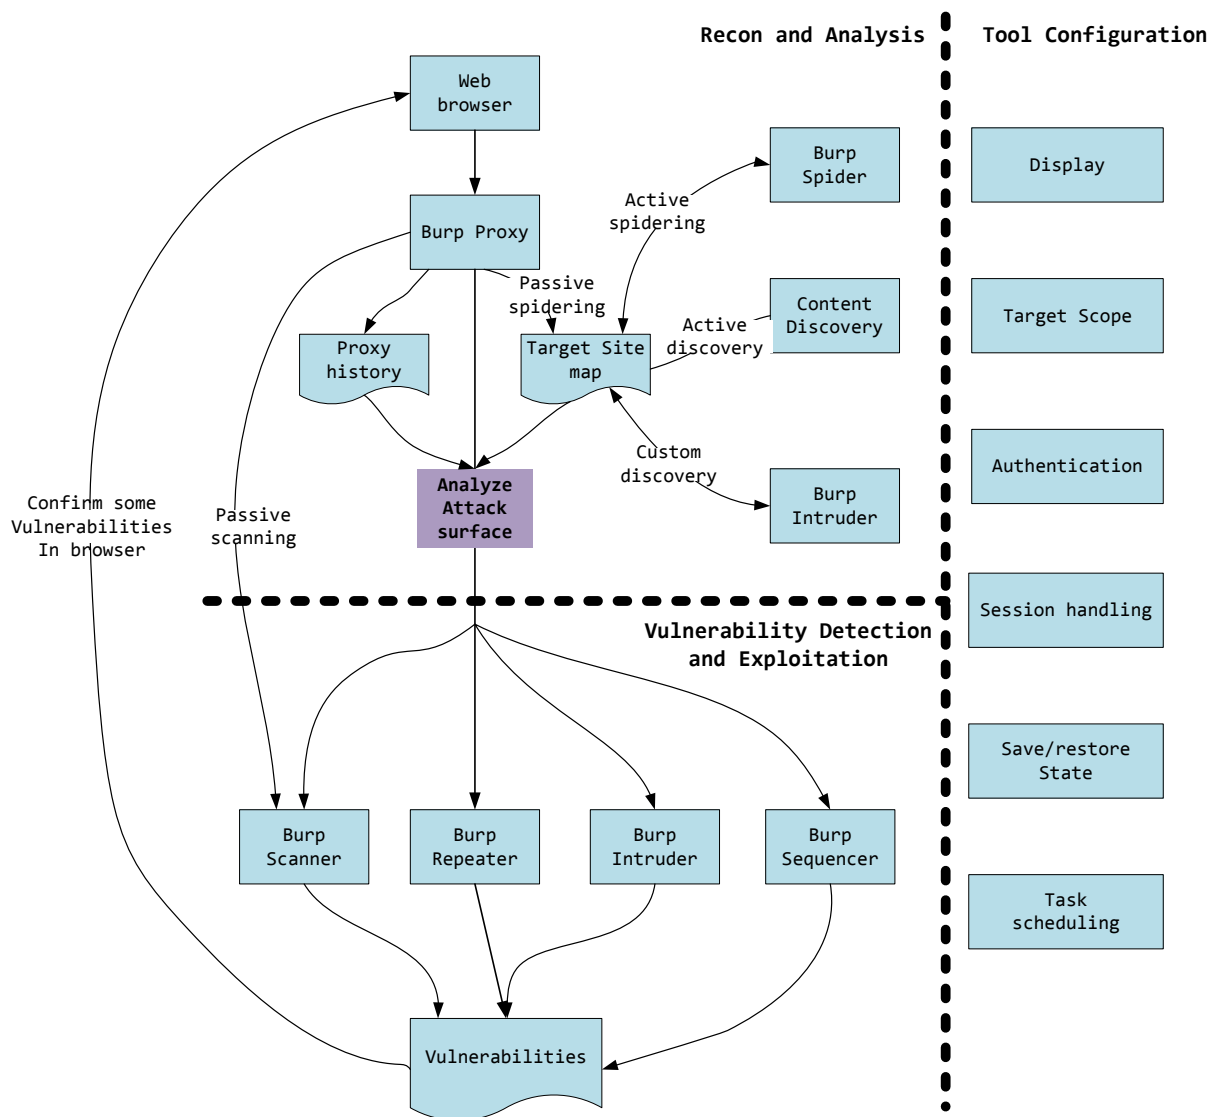 Recon and Analysis
Tool Configuration
Web
browser
Burp
Spider
Display
Active
spidering
Burp Proxy
Passive
spidering
Content
Discovery
Target Scope
Active
discovery
Proxy
history
Target Site
map
Custom
discovery
Authentication
Analyze
Attack
surface
Burp
Intruder
Confirm some
Vulnerabilities
In browser
Passive
scanning
Session handling
Vulnerability Detection
and Exploitation
Save/restore
State
Burp
Scanner
Burp
Repeater
Burp
Intruder
Burp
Sequencer
Task
scheduling
Vulnerabilities